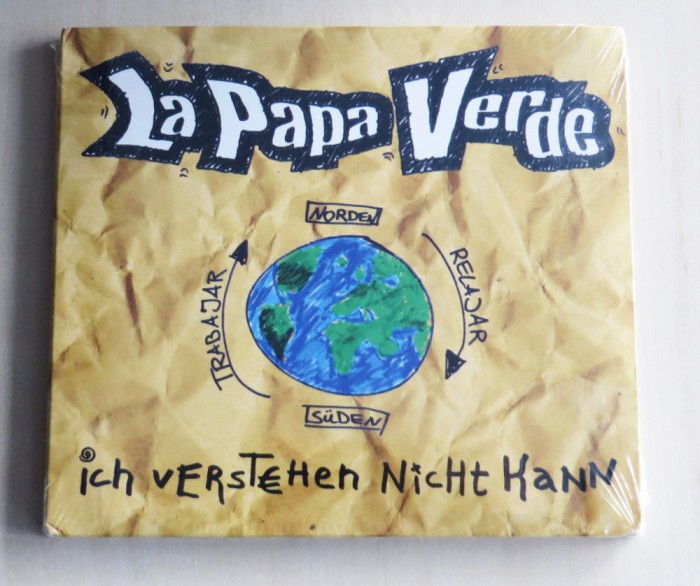 La Papa Verde
NORDEN
TRABAJAR
RELAJAR
SÜDEN
ich VERSTEHEn NicHt KANN